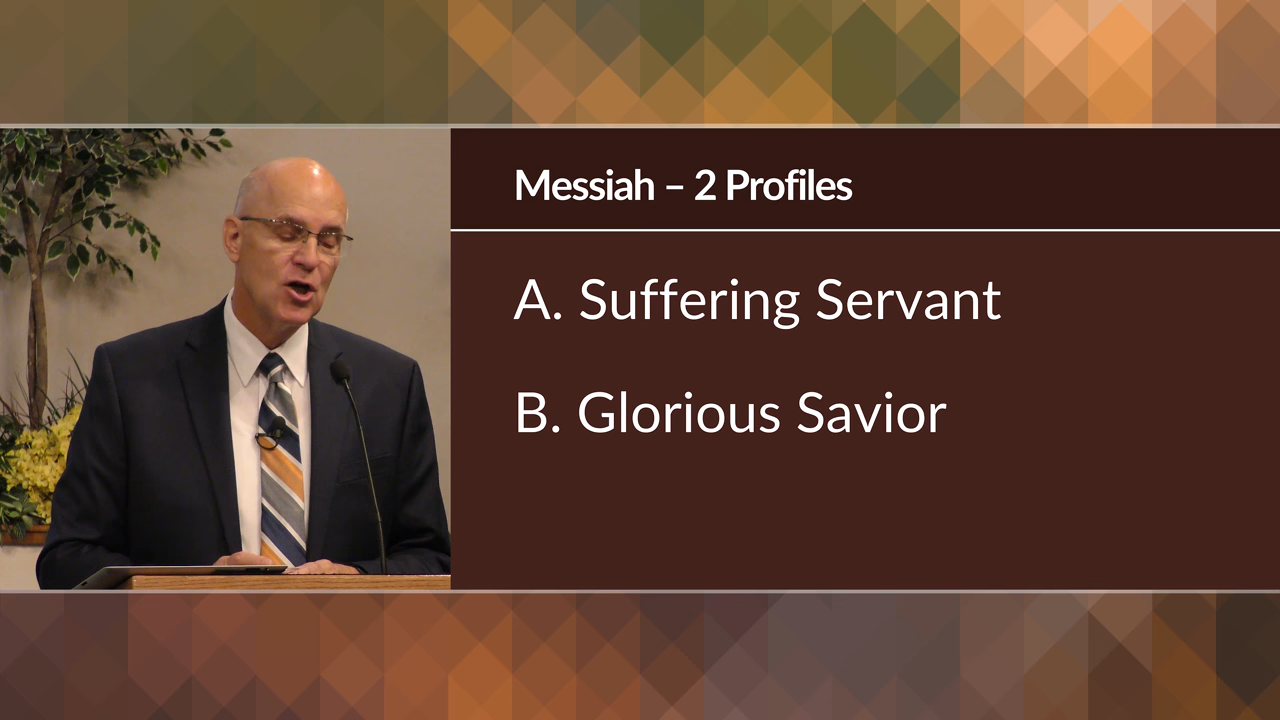 Messiah – 2 Profiles
A. Suffering Servant
B. Glorious Savior